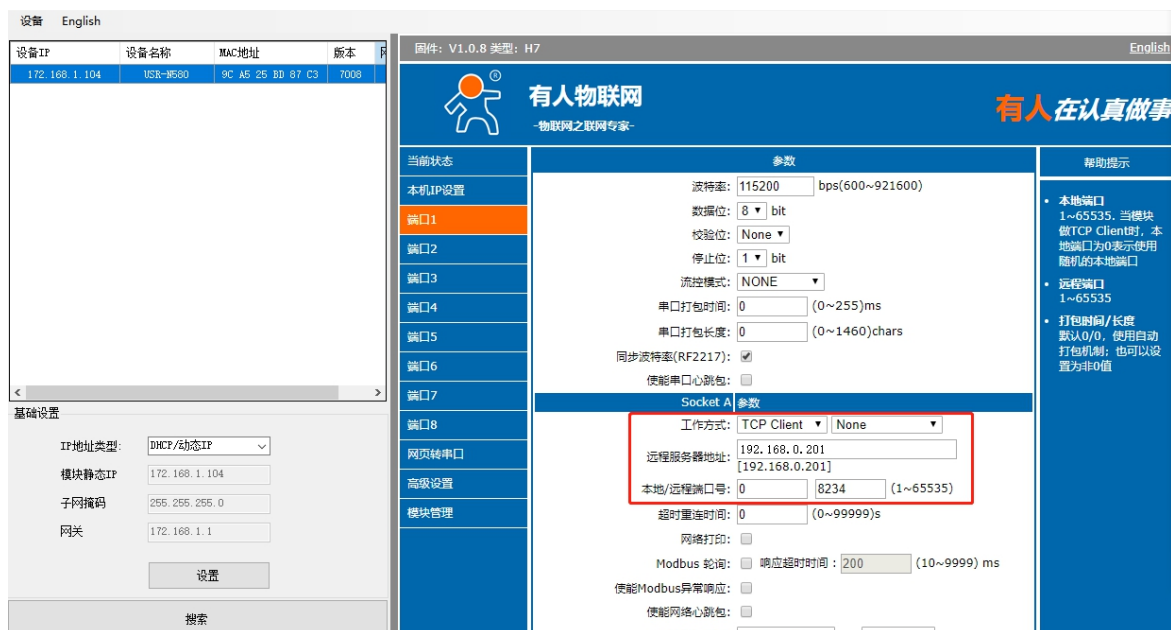 设备 English
设备IP 设备名称 MAC地址 版本
172.168.1.104 USR-N580 9C A5 25 BD 87 C3 7008
基础设置
IP地址类型: DHCP/动态IP
模块静态IP 172.168.1.104
子网掩码 255.255.255.0
网关 172.168.1.1
设置
搜索
固件: V1.0.8 类型: H7 English
有人物联网
-物联网之联网专家-
有人在认真做事
当前状态
本机IP设置
端口1
端口2
端口3
端口4
端口5
端口6
端口7
端口8
网页转串口
高级设置
模块管理
参数
波特率: 115200 bps(600~921600)
数据位: 8 bit
校验位: None
停止位: 1 bit
流控模式: NONE
串口打包时间: 0 (0~255)ms
串口打包长度: 0 (0~1460)chars
同步波特率(RF2217):
使能串口心跳包:
Socket A 参数
工作方式: TCP Client None
远程服务器地址: 192.168.0.201
[192.168.0.201]
本地/远程端口号: 0 8234 (1~65535)
超时重连时间: 0 (0~99999)s
网络打印:
Modbus 轮询: 响应超时时间: 200 (10~9999) ms
使能Modbus异常响应:
使能网络心跳包:
帮助提示
• 本地端口
1~65535. 当模块
做TCP Client时, 本
地端口为0表示使用
随机的本地端口
• 远程端口
1~65535
• 打包时间/长度
默认0/0, 使用自动
打包机制; 也可以设
置为非0值